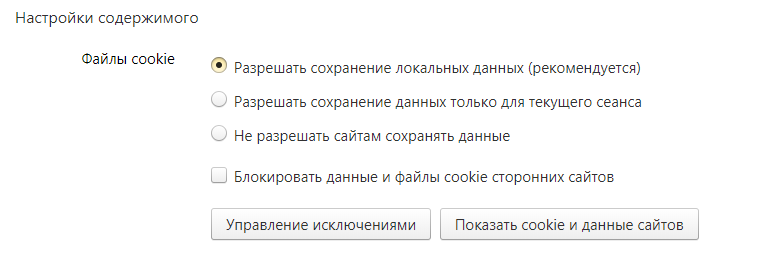 Настройки содержимого
Файлы cookie
Разрешать сохранение локальных данных (рекомендуется)
Разрешать сохранение данных только для текущего сеанса
Не разрешать сайтам сохранять данные
Блокировать данные и файлы cookie сторонних сайтов
Управление исключениями
Показать cookie и данные сайтов